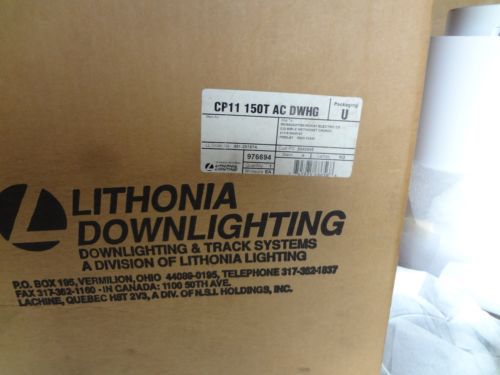 CP11 150T AC DWHG
Packaging
U
976694
LITHONIA
DOWNLIGHTING
DOWNLIGHTING & TRACK SYSTEMS
A DIVISION OF LITHONIA LIGHTING
P.O. BOX 195, VERMILION, OHIO 44089-0195, TELEPHONE 317-362-1837
FAX 317-362-1160 - IN CANADA: 1100 50TH AVE.
LACHINE, QUEBEC H8T 2V3, A DIV. OF N.S.I. HOLDINGS, INC.